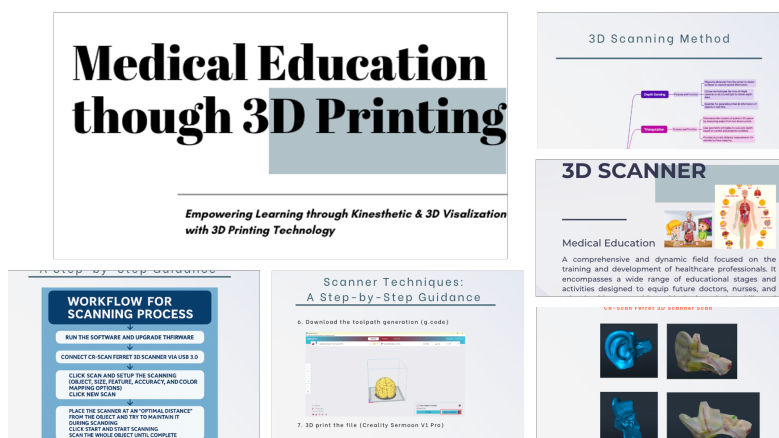 Medical Education
though 3D Printing
Empowering Learning through Kinesthetic & 3D Visalization
with 3D Printing Technology
3D Scanning Method
Depth Sensing
Triangulation
3D SCANNER
Medical Education
A comprehensive and dynamic field focused on the
training and development of healthcare professionals. It
encompasses a wide range of educational stages and
activities designed to equip future doctors, nurses, and
A Step-by-Step Guidance
WORKFLOW FOR
SCANNING PROCESS
RUN THE SOFTWARE AND UPGRADE THFIRWARE
CONNECT CR-SCAN FERRET 3D SCANNER VIA USB 3.0
CLICK SCAN AND SETUP THE SCANNING
(OBJECT, SIZE, FEATURE, ACCURACY, AND COLOR
MAPPING OPTIONS)
CLICK NEW SCAN
PLACE THE SCANNER AT AN "OPTIMAL DISTANCE"
FROM THE OBJECT AND TRY TO MAINTAIN IT
DURING SCANDING
CLICK START AND START SCANNING
SCAN THE WHOLE OBJECT UNTIL COMPLETE
Scanner Techniques:
A Step-by-Step Guidance
6. Download the toolpath generation (g.code)
7. 3D print the file (Creality Sermoon V1 Pro)
CR-Scan Ferret 3D Scanner Scan